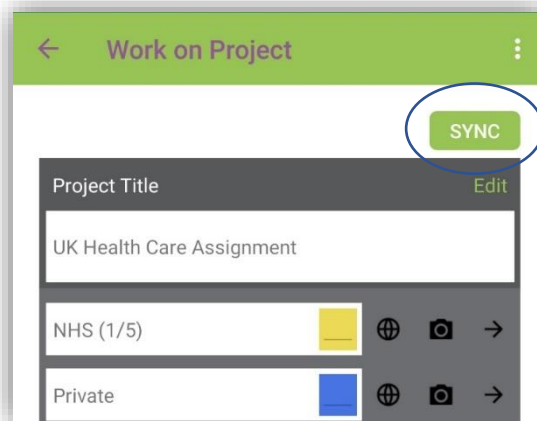 Work on Project
SYNC
Project Title Edit
UK Health Care Assignment
NHS (1/5)
Private